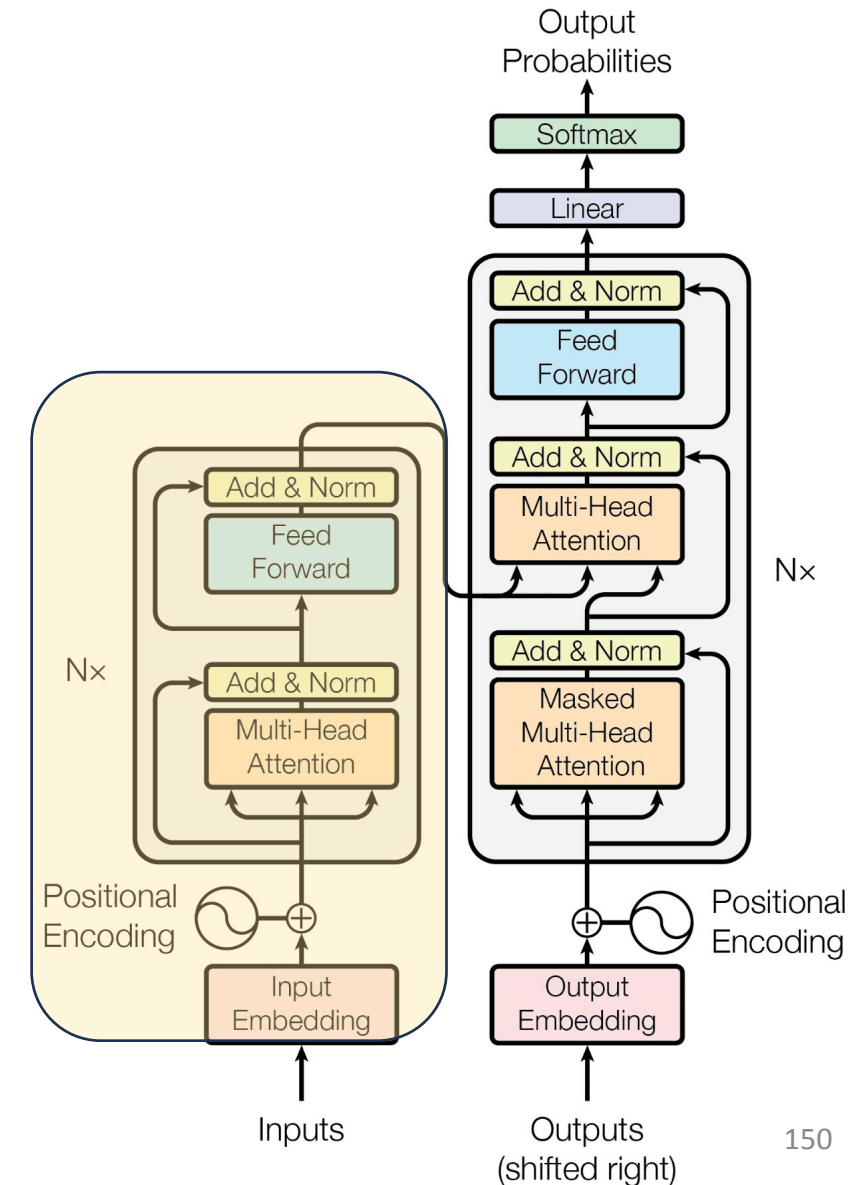 Output
Probabilities
Softmax
Linear
Add & Norm
Feed
Forward
Add & Norm
Multi-Head
Attention
Nx
Add & Norm
Masked
Multi-Head
Attention
Positional
Encoding
Output
Embedding
Outputs
(shifted right)
Add & Norm
Feed
Forward
Nx
Add & Norm
Multi-Head
Attention
Positional
Encoding
Input
Embedding
Inputs
150